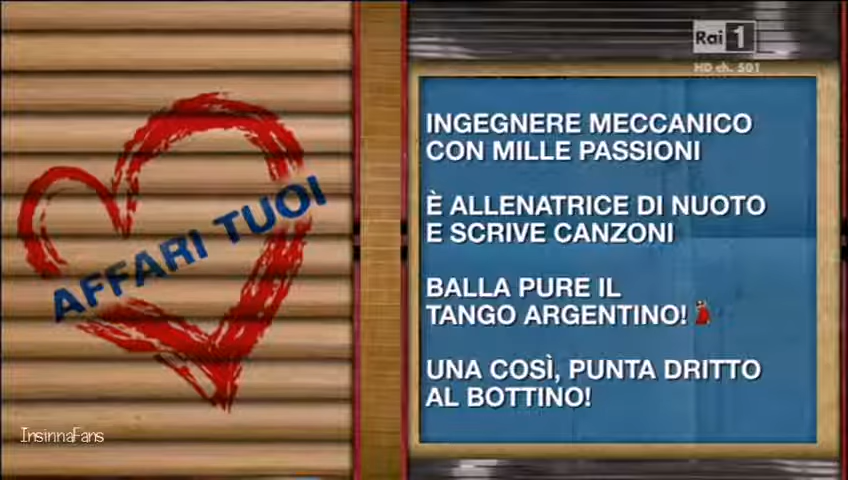 Rai 1
HD ch. 501
AFFARI TUOI
INGEGNERE MECCANICO
CON MILLE PASSIONI
È ALLENATRICE DI NUOTO
E SCRIVE CANZONI
BALLA PURE IL
TANGO ARGENTINO!
UNA COSÌ, PUNTA DRITTO
AL BOTTINO!
InsinnaFans